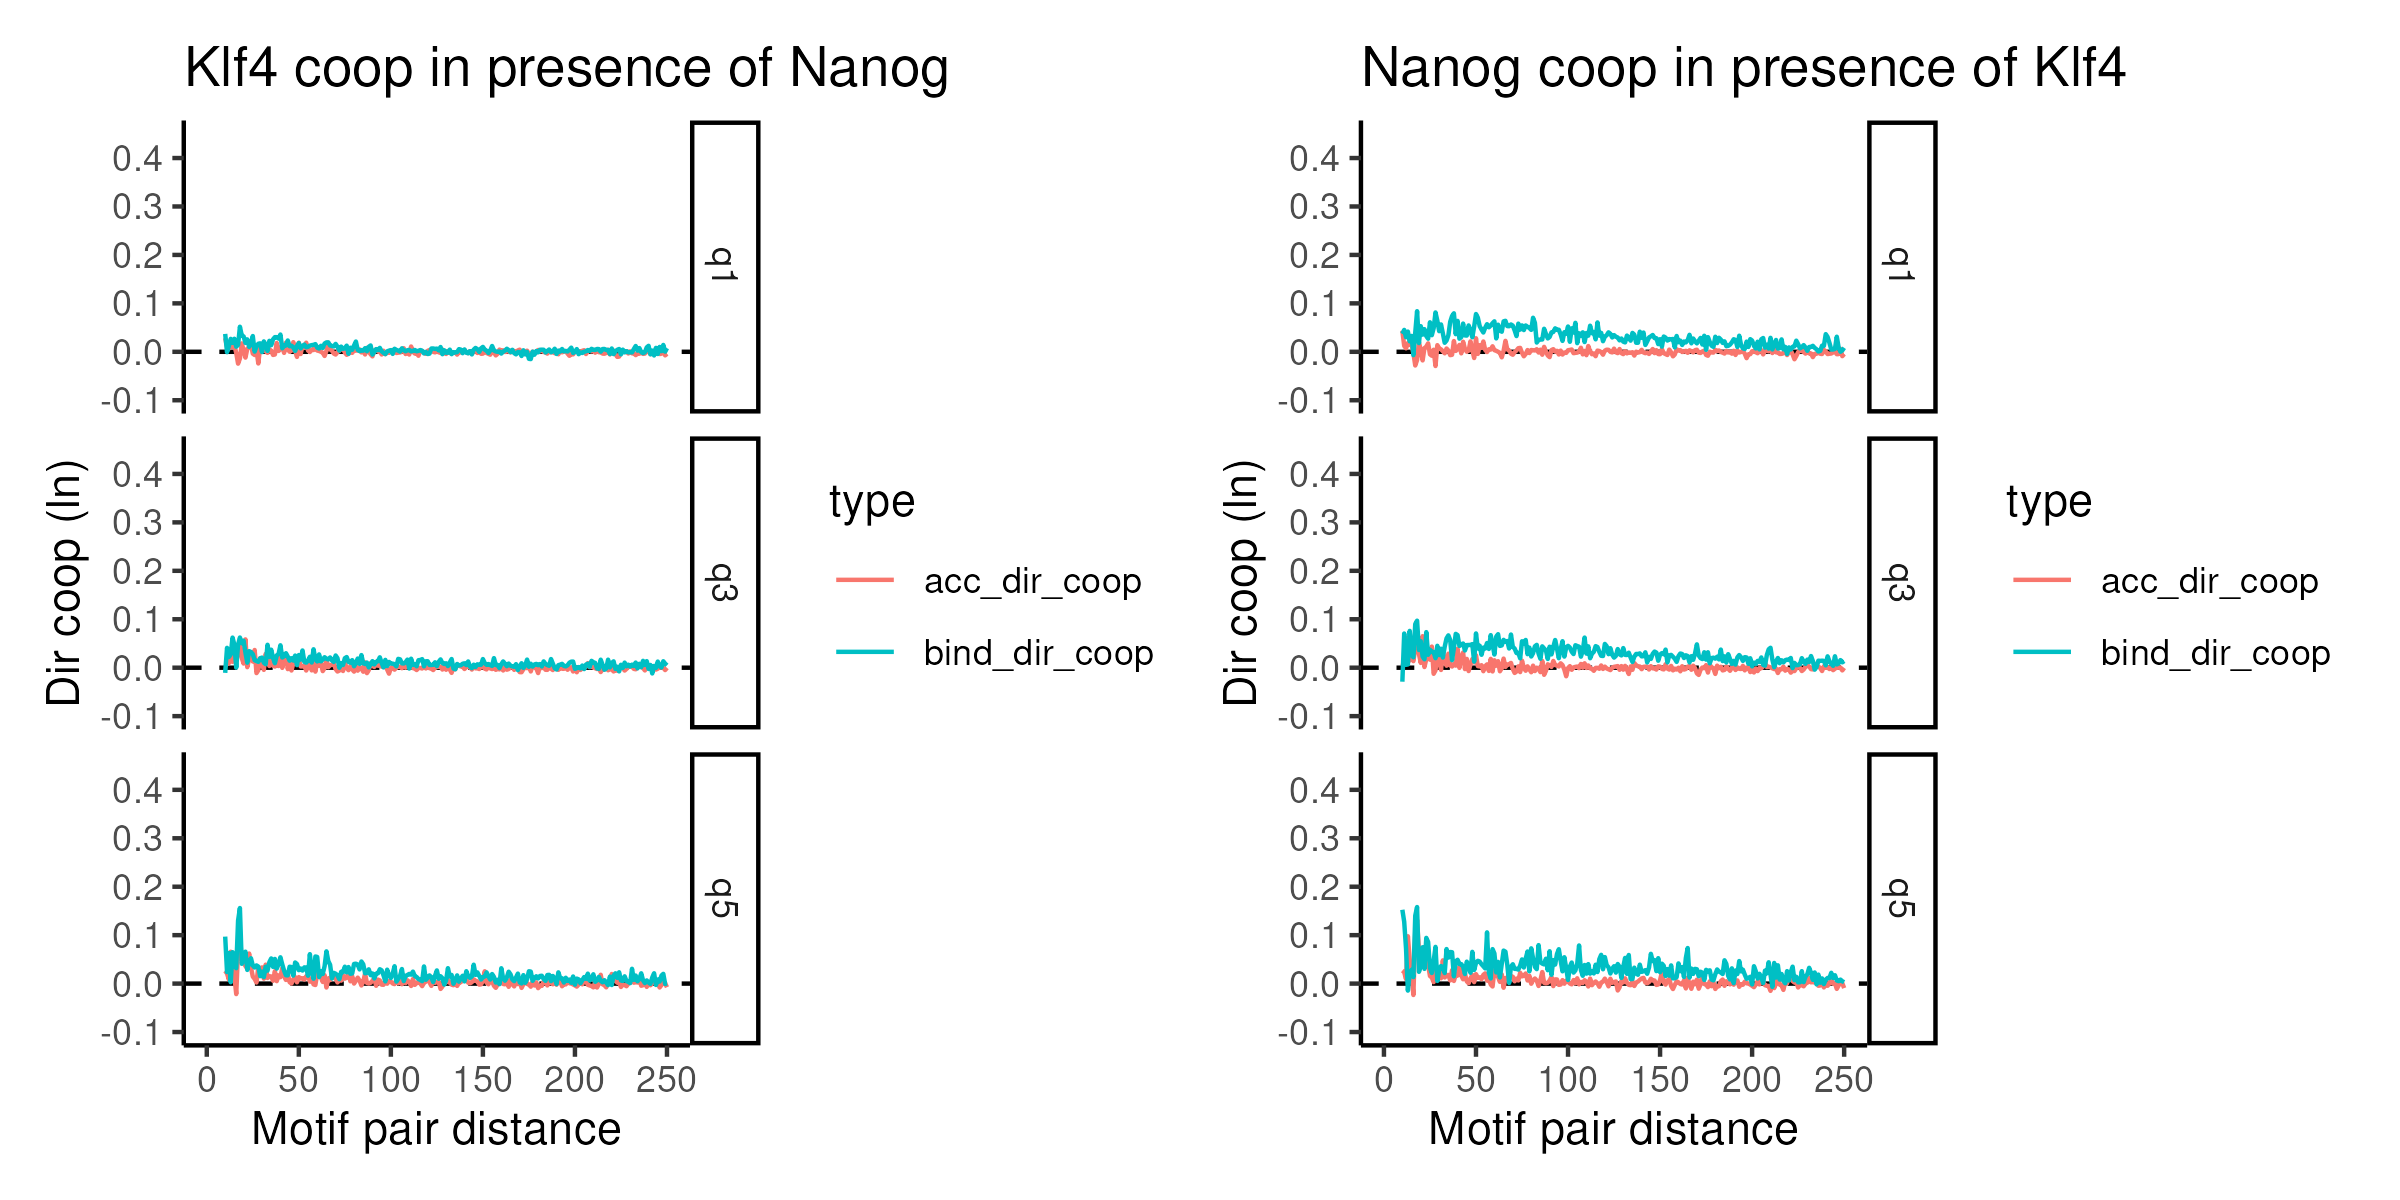 Klf4 coop in presence of Nanog
Dir coop (ln)
0.4
0.3
0.2
0.1
0.0
-0.1
q1
0.4
0.3
0.2
0.1
0.0
-0.1
q3
0.4
0.3
0.2
0.1
0.0
-0.1
q5
0 50 100 150 200 250
Motif pair distance
type
acc_dir_coop
bind_dir_coop
Nanog coop in presence of Klf4
Dir coop (ln)
0.4
0.3
0.2
0.1
0.0
-0.1
q1
0.4
0.3
0.2
0.1
0.0
-0.1
q3
0.4
0.3
0.2
0.1
0.0
-0.1
q5
0 50 100 150 200 250
Motif pair distance
type
acc_dir_coop
bind_dir_coop